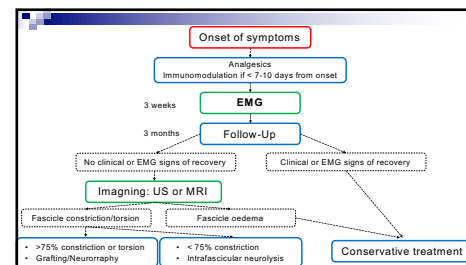 Onset of symptoms
Analgesics
Immunomodulation if < 7-10 days from onset
3 weeks
EMG
3 months
Follow-Up
No clinical or EMG signs of recovery
Clinical or EMG signs of recovery
Imagning: US or MRI
Fascicle constriction/torsion
Fascicle oedema
• >75% constriction or torsion
• Grafting/Neurorraphy
• < 75% constriction
• Intrafascicular neurolysis
Conservative treatment